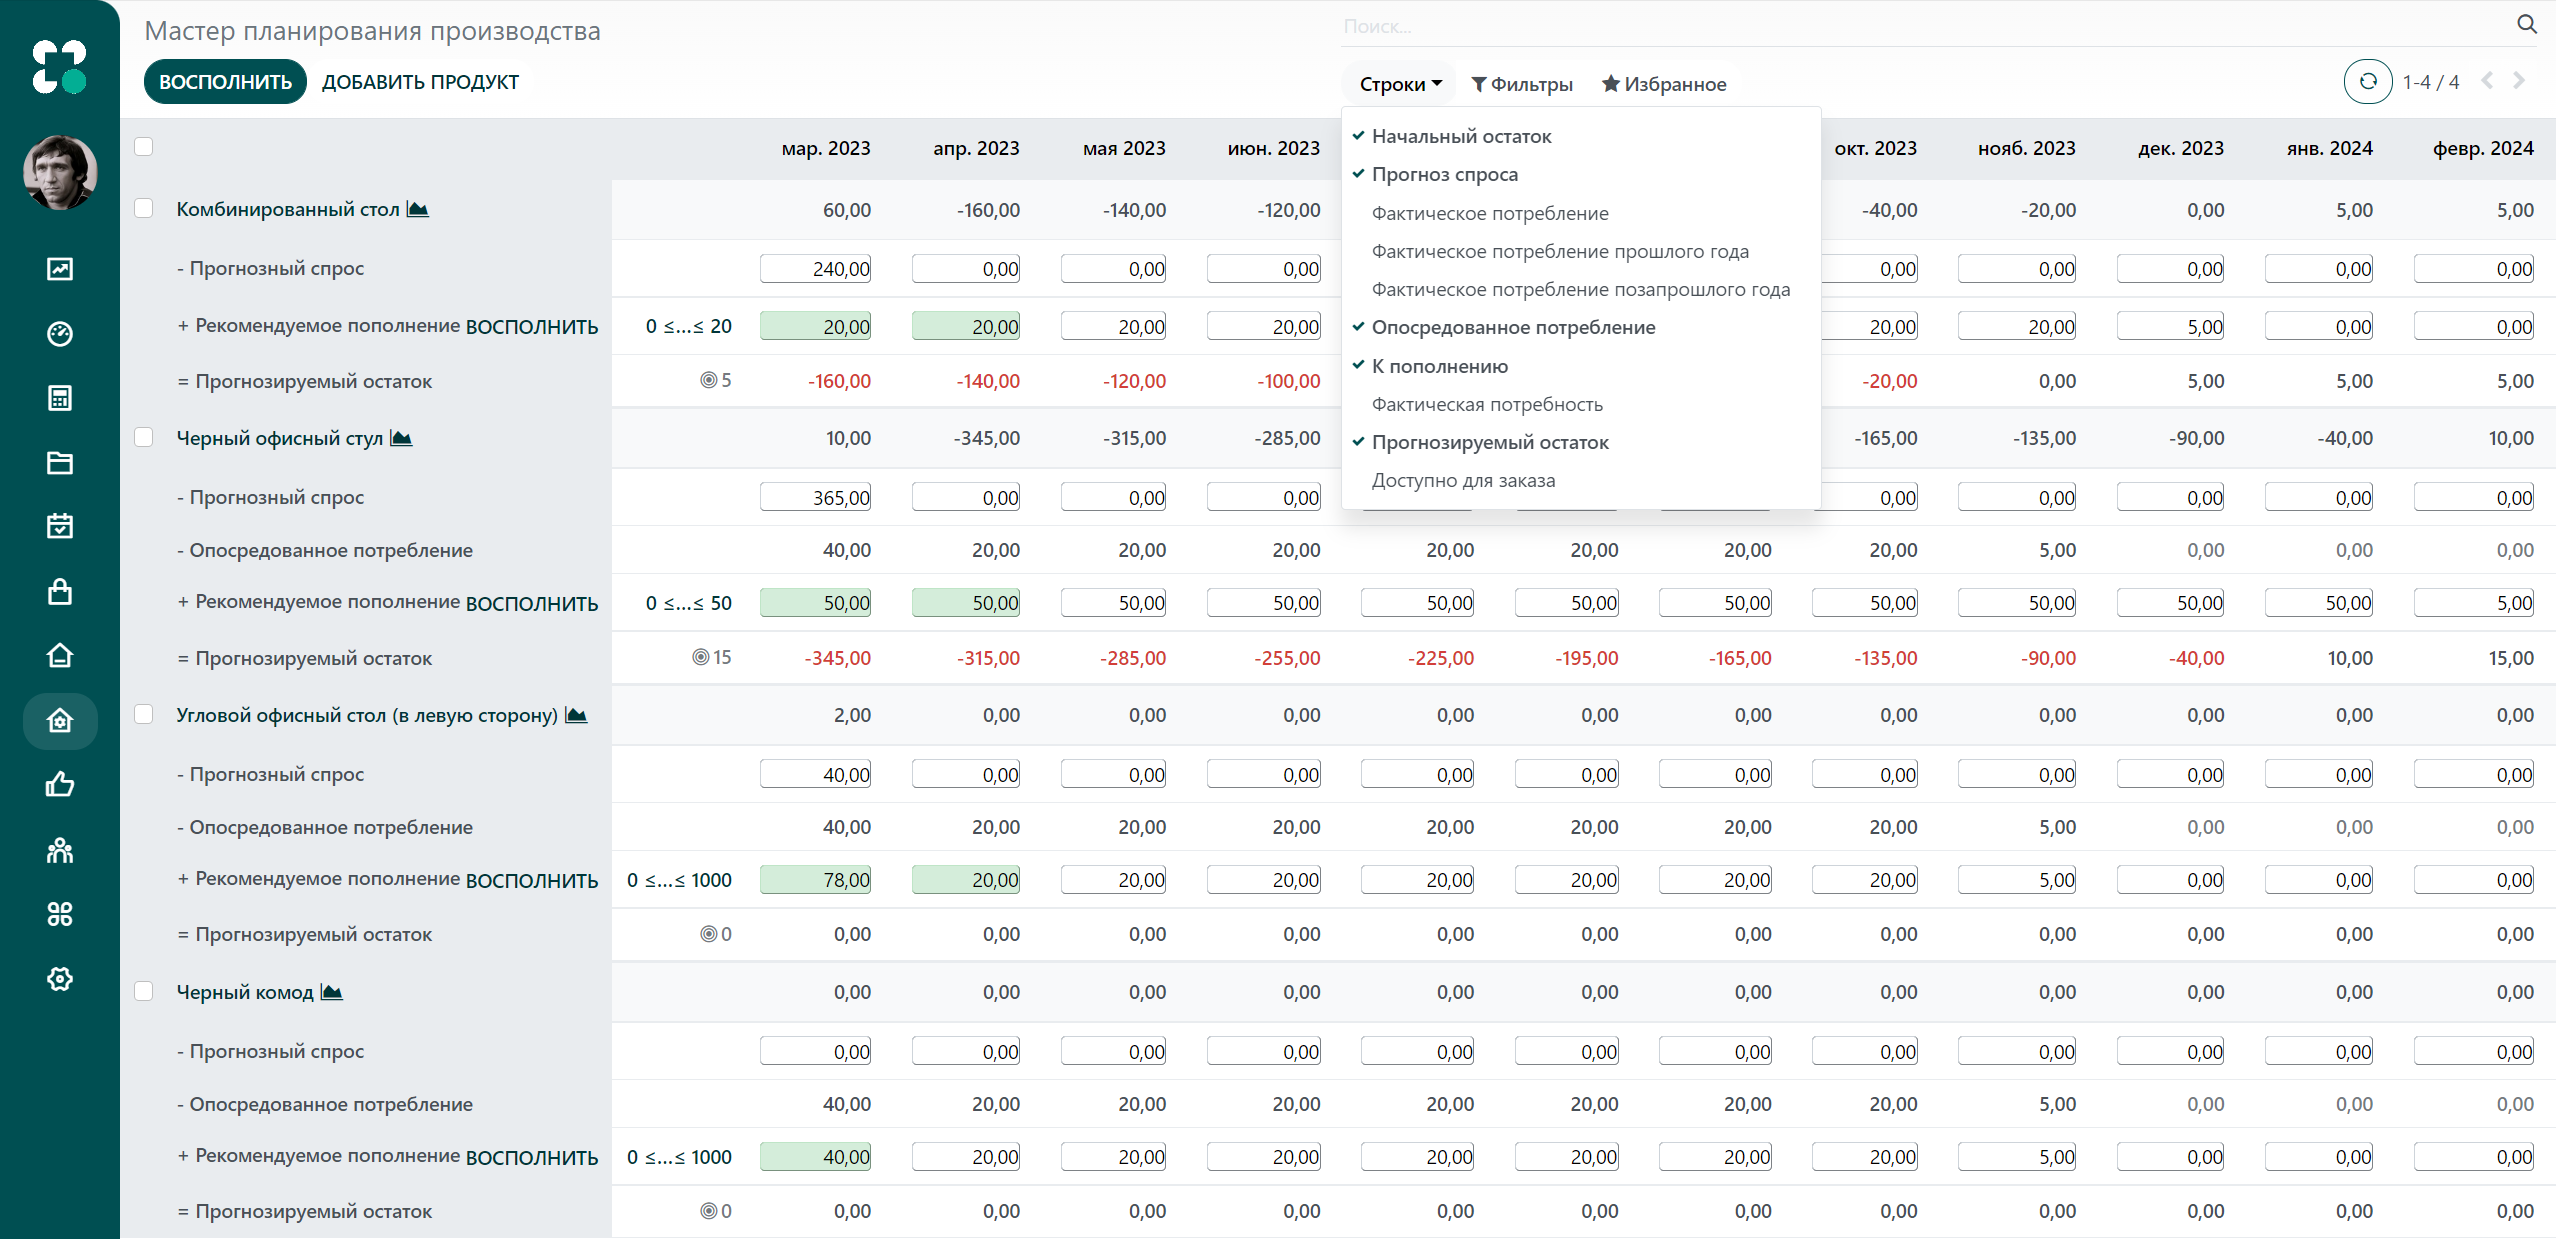 Мастер планирования производства
Поиск...
ВОСПОЛНИТЬ ДОБАВИТЬ ПРОДУКТ
Строки Фильтры Избранное
1-4 / 4
Начальный остаток
Прогноз спроса
Фактическое потребление
Фактическое потребление прошлого года
Фактическое потребление позапрошлого года
Опосредованное потребление
К пополнению
Фактическая потребность
Прогнозируемый остаток
Доступно для заказа
мар. 2023 апр. 2023 мая 2023 июн. 2023 окт. 2023 нояб. 2023 дек. 2023 янв. 2024 февр. 2024
Комбинированный стол 60,00 -160,00 -140,00 -120,00 -40,00 -20,00 0,00 5,00 5,00
- Прогнозный спрос 240,00 0,00 0,00 0,00 0,00 0,00 0,00 0,00 0,00
+ Рекомендуемое пополнение ВОСПОЛНИТЬ 0 ≤…≤ 20 20,00 20,00 20,00 20,00 20,00 20,00 5,00 0,00 0,00
= Прогнозируемый остаток 5 -160,00 -140,00 -120,00 -100,00 -20,00 0,00 5,00 5,00 5,00
Черный офисный стул 10,00 -345,00 -315,00 -285,00 -165,00 -135,00 -90,00 -40,00 10,00
- Прогнозный спрос 365,00 0,00 0,00 0,00 0,00 0,00 0,00 0,00 0,00
- Опосредованное потребление 40,00 20,00 20,00 20,00 20,00 20,00 20,00 20,00 5,00 0,00 0,00 0,00
+ Рекомендуемое пополнение ВОСПОЛНИТЬ 0 ≤…≤ 50 50,00 50,00 50,00 50,00 50,00 50,00 50,00 50,00 50,00 50,00 50,00 5,00
= Прогнозируемый остаток 15 -345,00 -315,00 -285,00 -255,00 -225,00 -195,00 -165,00 -135,00 -90,00 -40,00 10,00 15,00
Угловой офисный стол (в левую сторону) 2,00 0,00 0,00 0,00 0,00 0,00 0,00 0,00 0,00 0,00 0,00 0,00
- Прогнозный спрос 40,00 0,00 0,00 0,00 0,00 0,00 0,00 0,00 0,00 0,00 0,00 0,00
- Опосредованное потребление 40,00 20,00 20,00 20,00 20,00 20,00 20,00 20,00 5,00 0,00 0,00 0,00
+ Рекомендуемое пополнение ВОСПОЛНИТЬ 0 ≤…≤ 1000 78,00 20,00 20,00 20,00 20,00 20,00 20,00 20,00 5,00 0,00 0,00 0,00
= Прогнозируемый остаток 0 0,00 0,00 0,00 0,00 0,00 0,00 0,00 0,00 0,00 0,00 0,00 0,00
Черный комод 0,00 0,00 0,00 0,00 0,00 0,00 0,00 0,00 0,00 0,00 0,00 0,00
- Прогнозный спрос 0,00 0,00 0,00 0,00 0,00 0,00 0,00 0,00 0,00 0,00 0,00 0,00
- Опосредованное потребление 40,00 20,00 20,00 20,00 20,00 20,00 20,00 20,00 5,00 0,00 0,00 0,00
+ Рекомендуемое пополнение ВОСПОЛНИТЬ 0 ≤…≤ 1000 40,00 20,00 20,00 20,00 20,00 20,00 20,00 20,00 5,00 0,00 0,00 0,00
= Прогнозируемый остаток 0 0,00 0,00 0,00 0,00 0,00 0,00 0,00 0,00 0,00 0,00 0,00 0,00